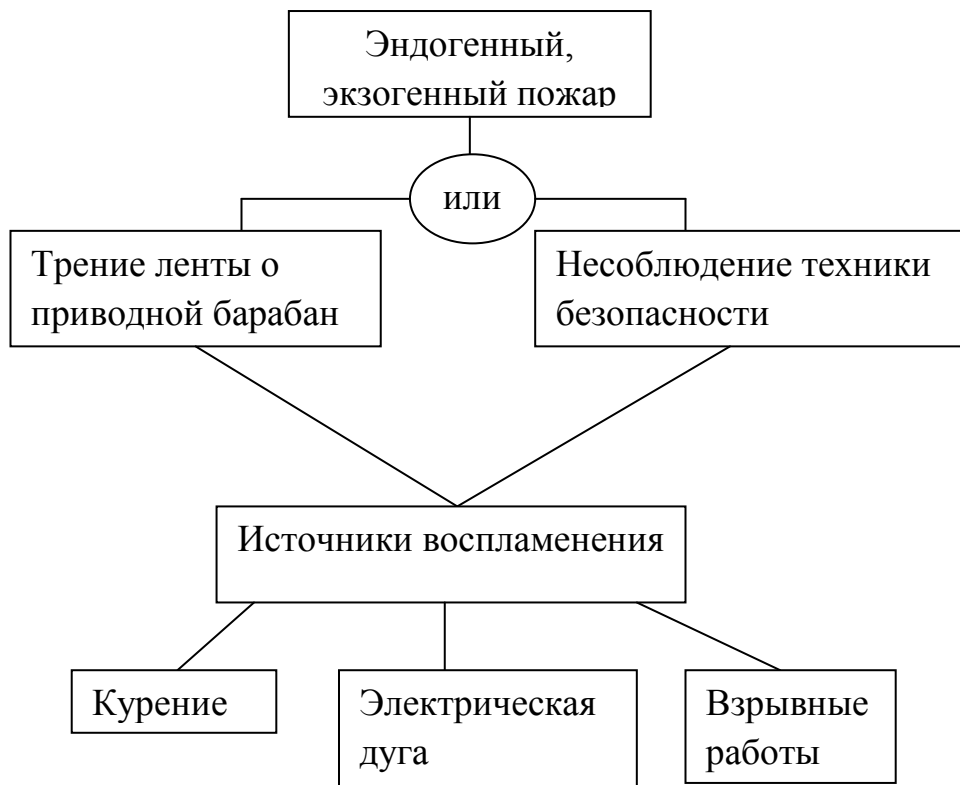 Эндогенный,
экзогенный пожар
или
Трение ленты о
приводной барабан
Несоблюдение техники
безопасности
Источники воспламенения
Курение
Электрическая
дуга
Взрывные
работы